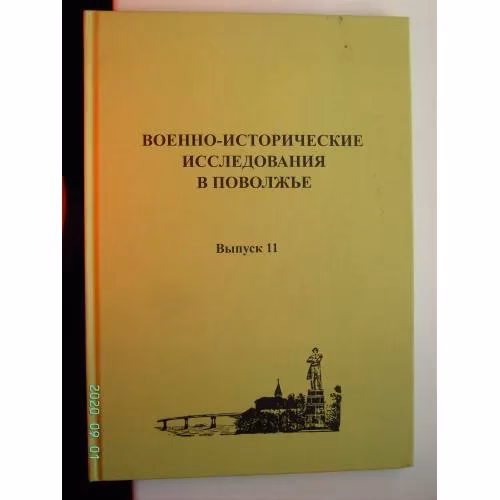 ВОЕННО-ИСТОРИЧЕСКИЕ
ИССЛЕДОВАНИЯ
В ПОВОЛЖЬЕ
Выпуск 11
2020 09 01